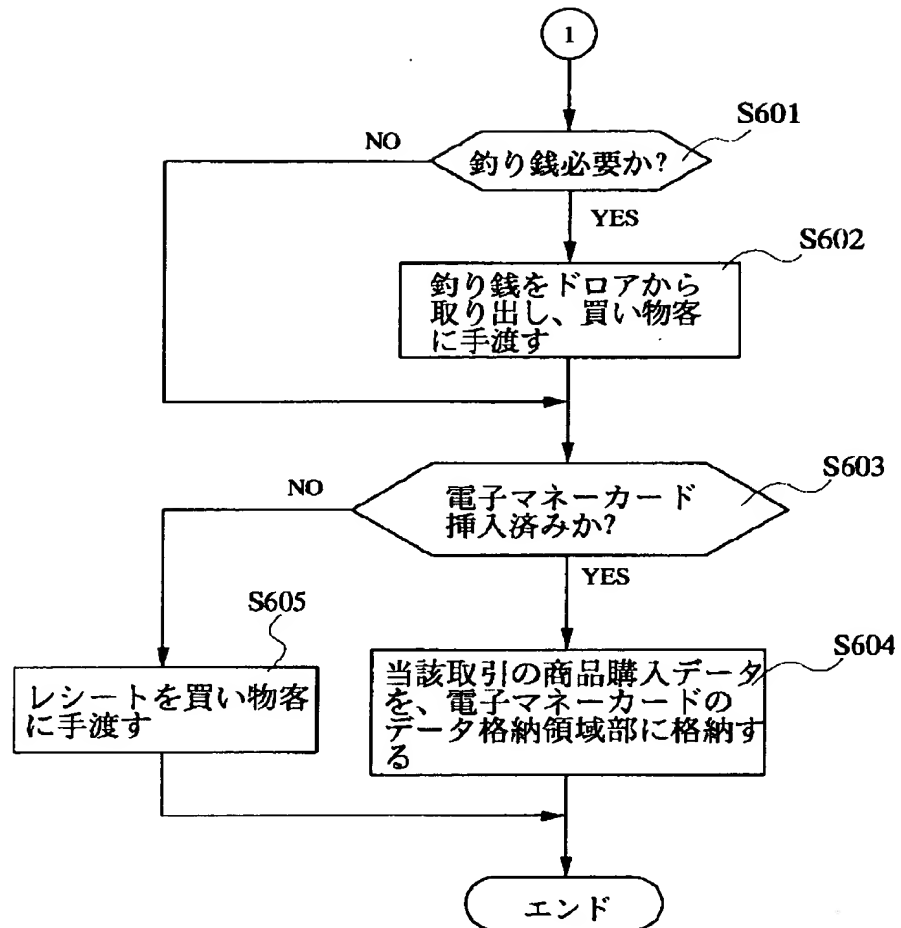 1
S601
NO
釣り銭必要か?
YES
S602
釣り銭をドロアから
取り出し、買い物客
に手渡す
S603
NO
電子マネーカード
挿入済みか?
YES
S605
S604
レシートを買い物客
に手渡す
当該取引の商品購入データ
を、電子マネーカードの
データ格納領域部に格納す
る
エンド